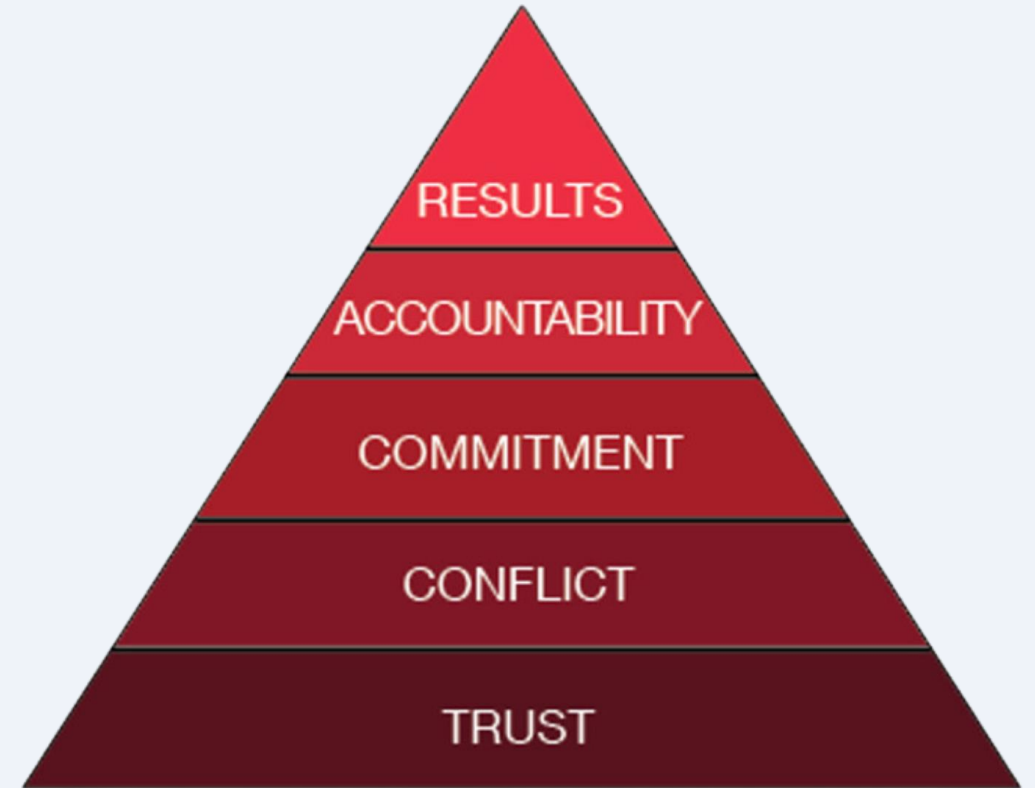 RESULTS
ACCOUNTABILITY
COMMITMENT
CONFLICT
TRUST